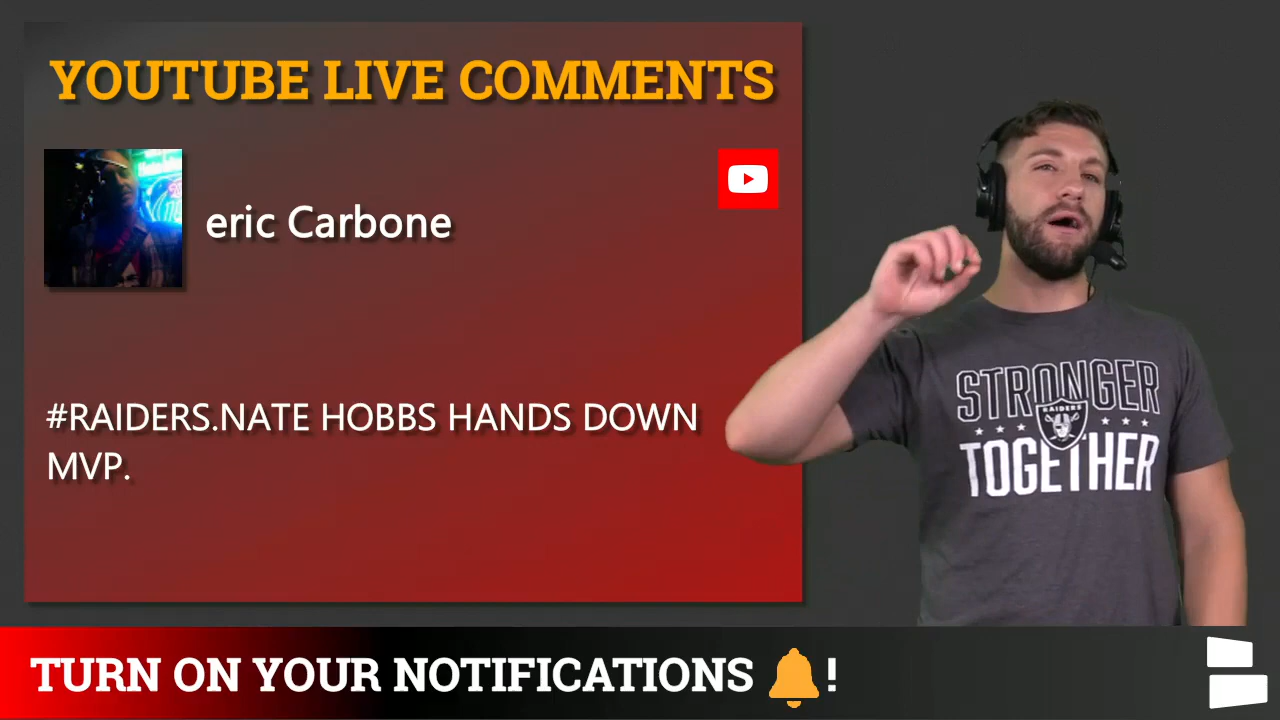 YOUTUBE LIVE COMMENTS
eric Carbone
#RAIDERS.NATE HOBBS HANDS DOWN
MVP.
STRONGER
RAIDERS
TOGETHER
TURN ON YOUR NOTIFICATIONS 🔔!